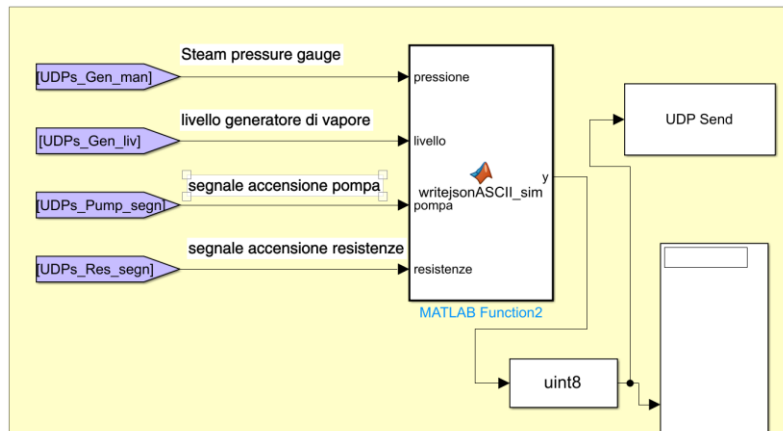 Steam pressure gauge
[UDPs_Gen_man]
pressione
livello generatore di vapore
[UDPs_Gen_liv]
livello
UDP Send
segnale accensione pompa
y
writejsonASCII_sim
[UDPs_Pump_segn]
pompa
segnale accensione resistenze
[UDPs_Res_segn]
resistenze
MATLAB Function2
uint8